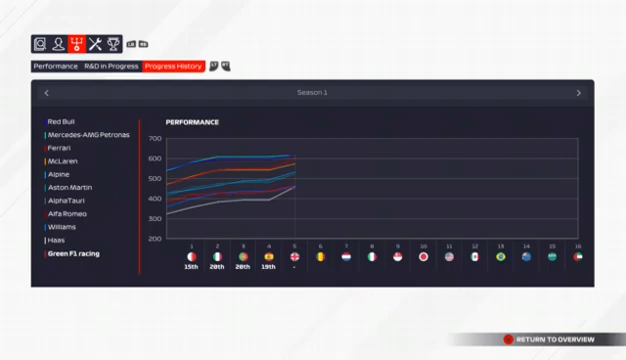 LB RB
Performance R&D in Progress Progress History LT RT
Season 1
Red Bull
Mercedes-AMG Petronas
Ferrari
McLaren
Alpine
Aston Martin
AlphaTauri
Alfa Romeo
Williams
Haas
Green F1 racing
PERFORMANCE
700
600
500
400
300
200
1 2 3 4 5 6 7 8 9 10 11 12 13 14 15 16
15th 20th 20th 19th -
RETURN TO OVERVIEW